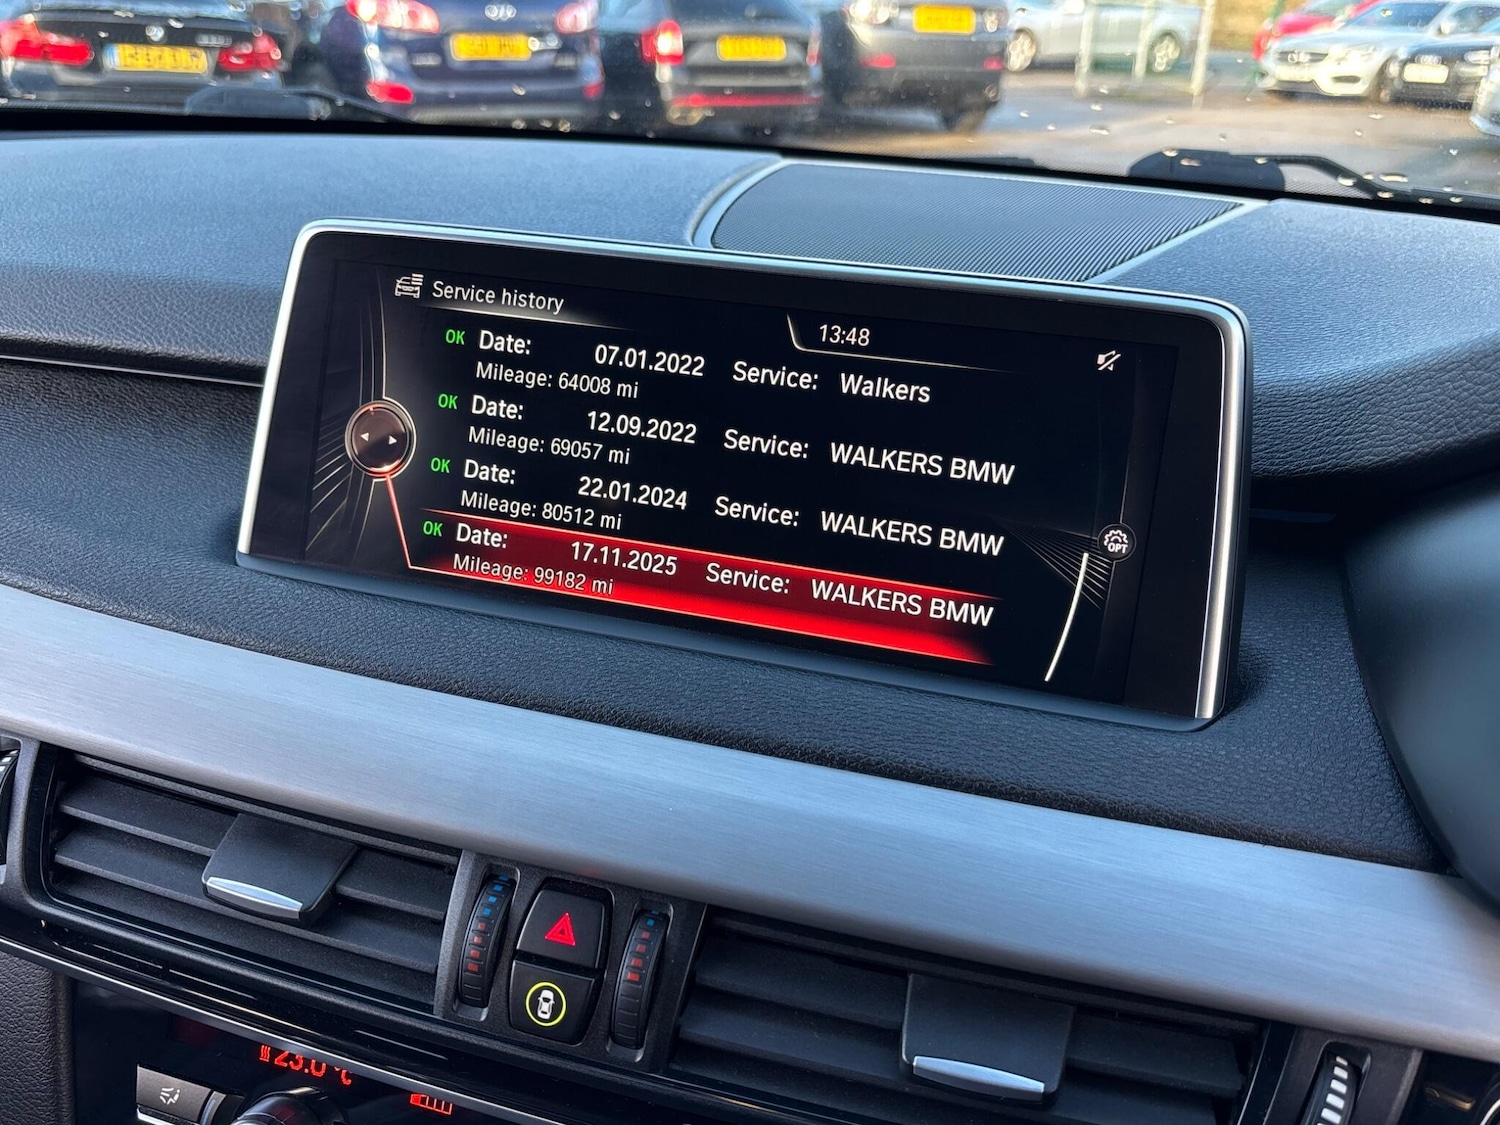 Service history
13:48
OK Date: 07.01.2022 Service: Walkers
Mileage: 64008 mi
OK Date: 12.09.2022 Service: WALKERS BMW
Mileage: 69057 mi
OK Date: 22.01.2024 Service: WALKERS BMW
Mileage: 80512 mi
OK Date: 17.11.2025 Service: WALKERS BMW
Mileage: 99182 mi
OPT
23.0 °C